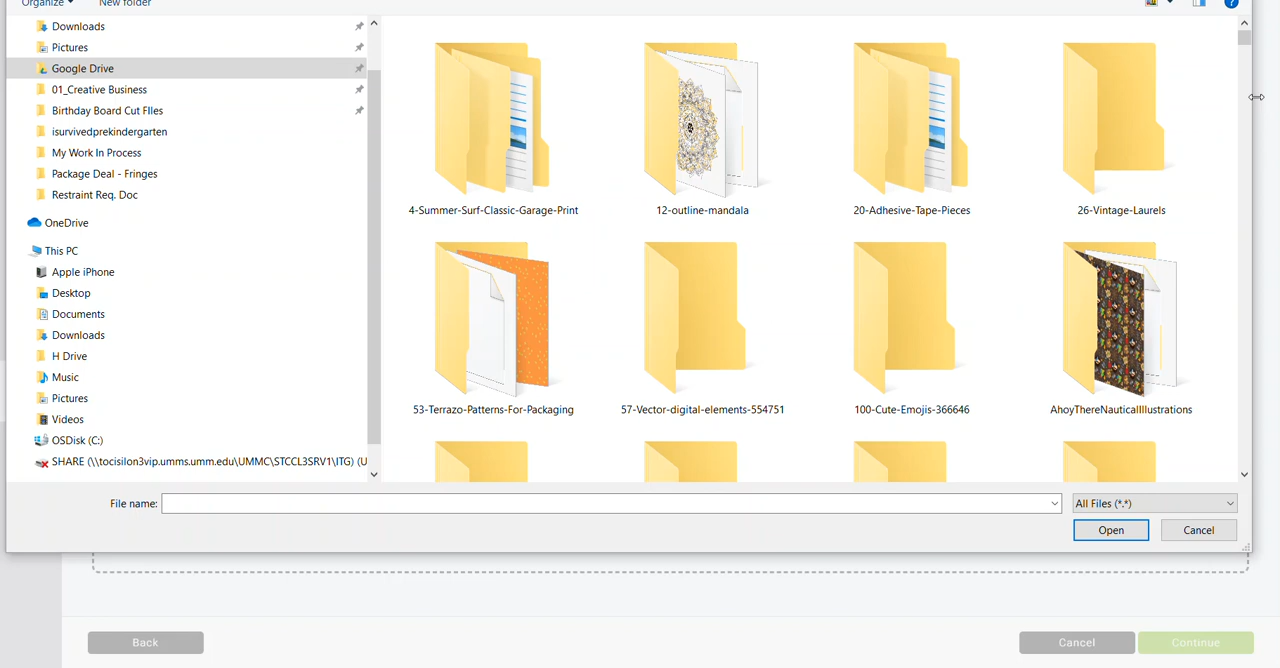 Organize
New folder
Downloads
Pictures
Google Drive
01_Creative Business
Birthday Board Cut FIles
isurvivedprekindergarten
My Work In Process
Package Deal - Fringes
Restraint Req. Doc
OneDrive
This PC
Apple iPhone
Desktop
Documents
Downloads
H Drive
Music
Pictures
Videos
OSDisk (C:)
SHARE (\\tocisilon3vip.umms.umm.edu\UMMC\STCCL3SRV1\ITG) (U
4-Summer-Surf-Classic-Garage-Print
12-outline-mandala
20-Adhesive-Tape-Pieces
26-Vintage-Laurels
53-Terrazo-Patterns-For-Packaging
57-Vector-digital-elements-554751
100-Cute-Emojis-366646
AhoyThereNauticalIllustrations
File name:
All Files (*.*)
Open
Cancel
Back
Cancel
Continue